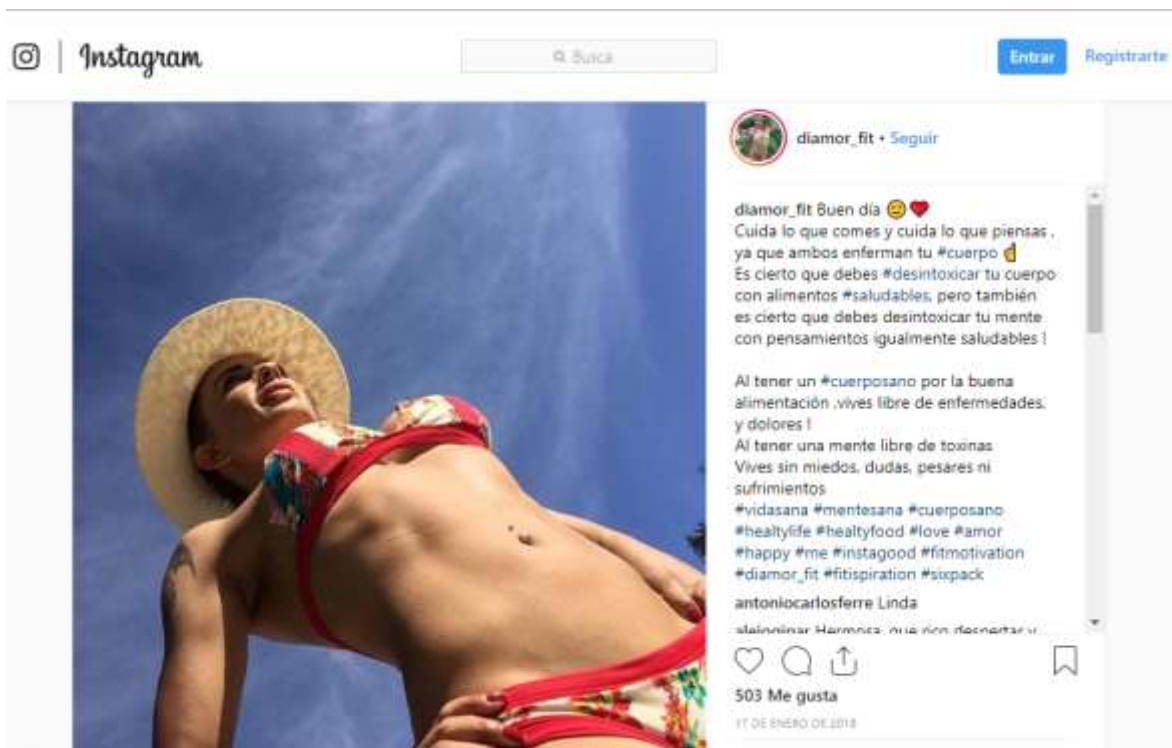 Instagram
Busca
Entrar
Registrarte
diamor_fit • Seguir
diamor_fit Buen día
Cuida lo que comes y cuida lo que piensas ,
ya que ambos enferman tu #cuerpo
Es cierto que debes #desintoxicar tu cuerpo
con alimentos #saludables, pero también
es cierto que debes desintoxicar tu mente
con pensamientos igualmente saludables !
Al tener un #cuerposano por la buena
alimentación ,vives libre de enfermedades,
y dolores !
Al tener una mente libre de toxinas
Vives sin miedos, dudas, pesares ni
sufrimientos
#vidasana #mentesana #cuerposano
#healtylife #healtyfood #love #amor
#happy #me #instagood #fitmotivation
#diamor_fit #fitispiration #sixpack
antoniocarlosferre Linda
Hermosa, que rico despertar y
503 Me gusta
17 DE ENERO DE 2018